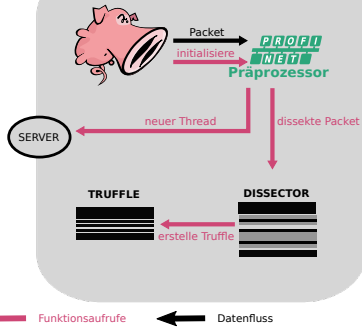 Packet
initialisiere
PROFI
NET
Präprozessor
neuer Thread
dissekte Packet
SERVER
TRUFFLE
DISSECTOR
erstelle Truffle
Funktionsaufrufe
Datenfluss